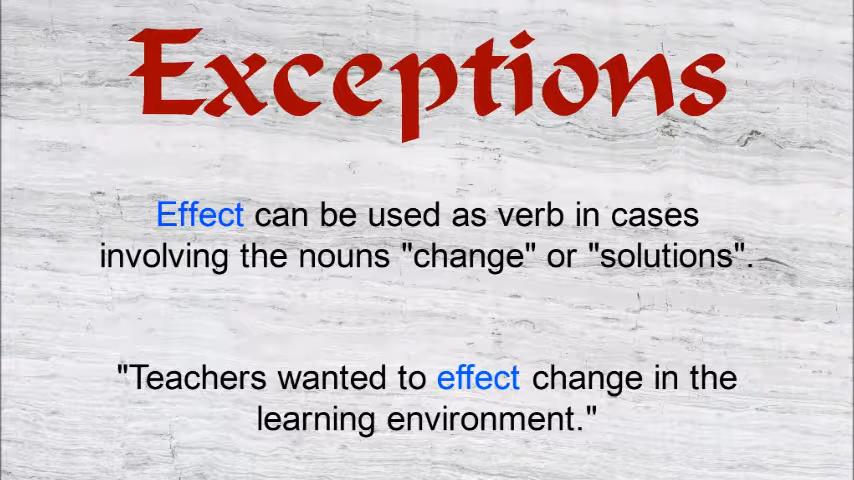 Exceptions
Effect can be used as verb in cases
involving the nouns "change" or "solutions".
"Teachers wanted to effect change in the
learning environment."